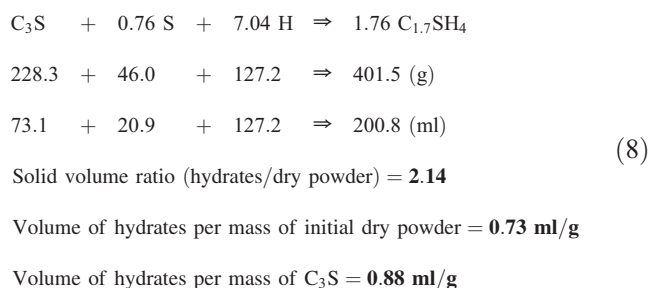 C₃S + 0.76 S + 7.04 H ⇒ 1.76 C₁.₇SH₄
228.3 + 46.0 + 127.2 ⇒ 401.5 (g)
73.1 + 20.9 + 127.2 ⇒ 200.8 (ml)
(8)
Solid volume ratio (hydrates/dry powder) = 2.14
Volume of hydrates per mass of initial dry powder = 0.73 ml/g
Volume of hydrates per mass of C₃S = 0.88 ml/g